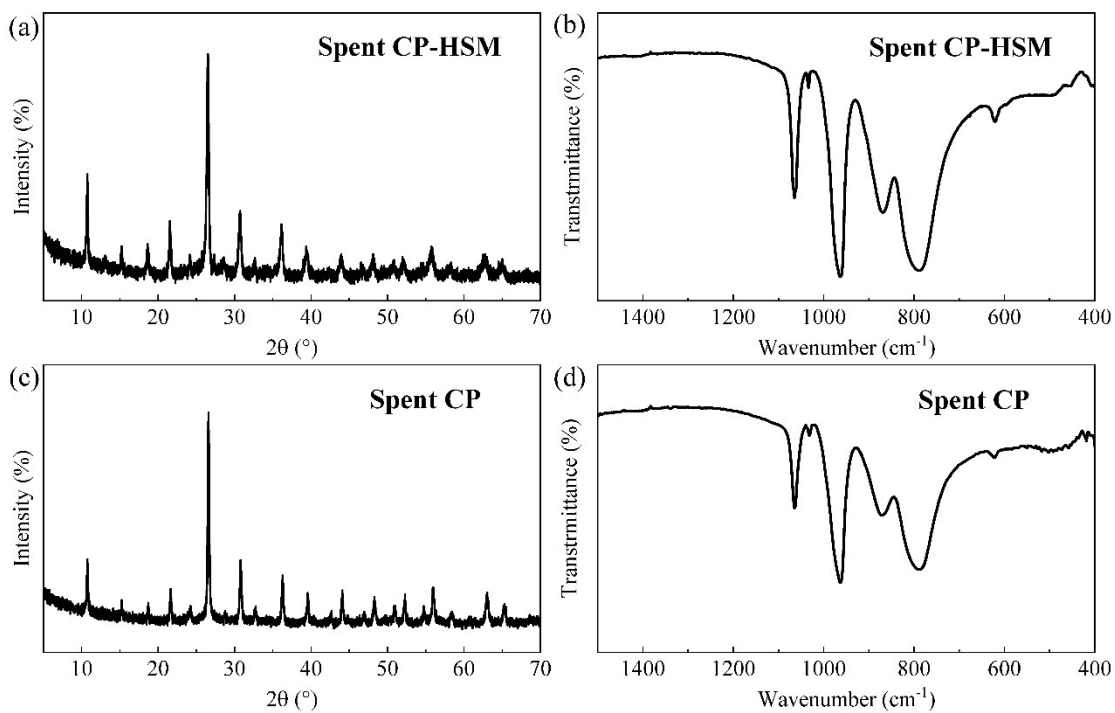 (a)
Spent CP-HSM
Intensity (%)
10 20 30 40 50 60 70
2θ (°)
(b)
Spent CP-HSM
Transtrmittance (%)
1400 1200 1000 800 600 400
Wavenumber (cm⁻¹)
(c)
Spent CP
Intensity (%)
10 20 30 40 50 60 70
2θ (°)
(d)
Spent CP
Transtrmittance (%)
1400 1200 1000 800 600 400
Wavenumber (cm⁻¹)